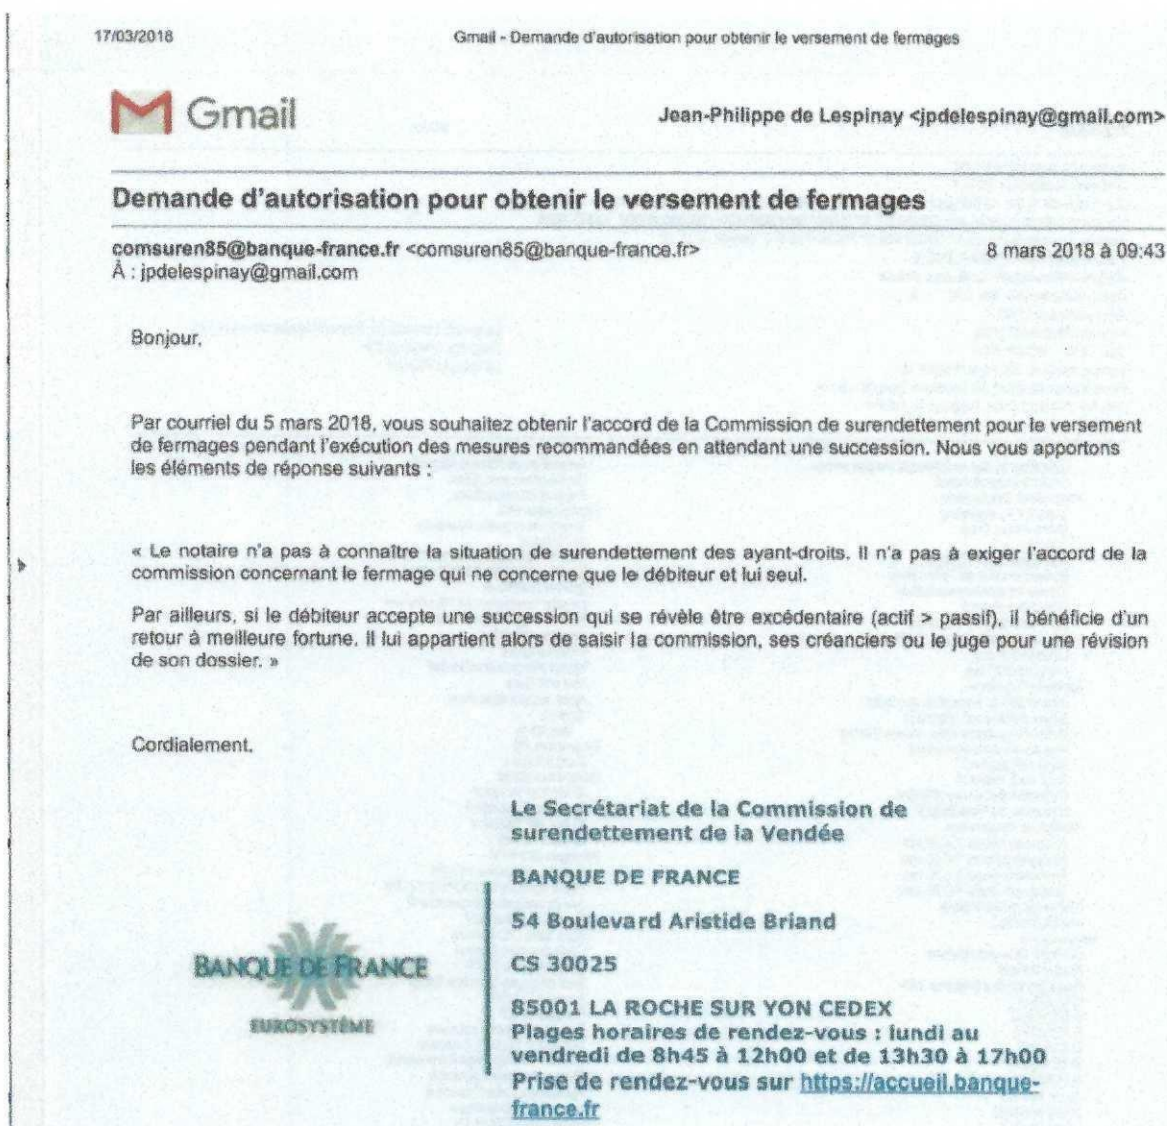 17/03/2018 Gmail - Demande d'autorisation pour obtenir le versement de fermages
Gmail Jean-Philippe de Lespinay <jpdelespinay@gmail.com>
Demande d'autorisation pour obtenir le versement de fermages
comsuren85@banque-france.fr <comsuren85@banque-france.fr> 8 mars 2018 à 09:43
À : jpdelespinay@gmail.com
Bonjour,
Par courriel du 5 mars 2018, vous souhaitez obtenir l'accord de la Commission de surendettement pour le versement
de fermages pendant l'exécution des mesures recommandées en attendant une succession. Nous vous apportons
les éléments de réponse suivants :
« Le notaire n'a pas à connaître la situation de surendettement des ayant-droits. Il n'a pas à exiger l'accord de la
commission concernant le fermage qui ne concerne que le débiteur et lui seul.
Par ailleurs, si le débiteur accepte une succession qui se révèle être excédentaire (actif > passif), il bénéficie d'un
retour à meilleure fortune. Il lui appartient alors de saisir la commission, ses créanciers ou le juge pour une révision
de son dossier. »
Cordialement.
Le Secrétariat de la Commission de
surendettement de la Vendée
BANQUE DE FRANCE
54 Boulevard Aristide Briand
CS 30025
85001 LA ROCHE SUR YON CEDEX
Plages horaires de rendez-vous : lundi au
vendredi de 8h45 à 12h00 et de 13h30 à 17h00
Prise de rendez-vous sur https://accueil.banque-
france.fr
BANQUE DE FRANCE
EUROSYSTÈME